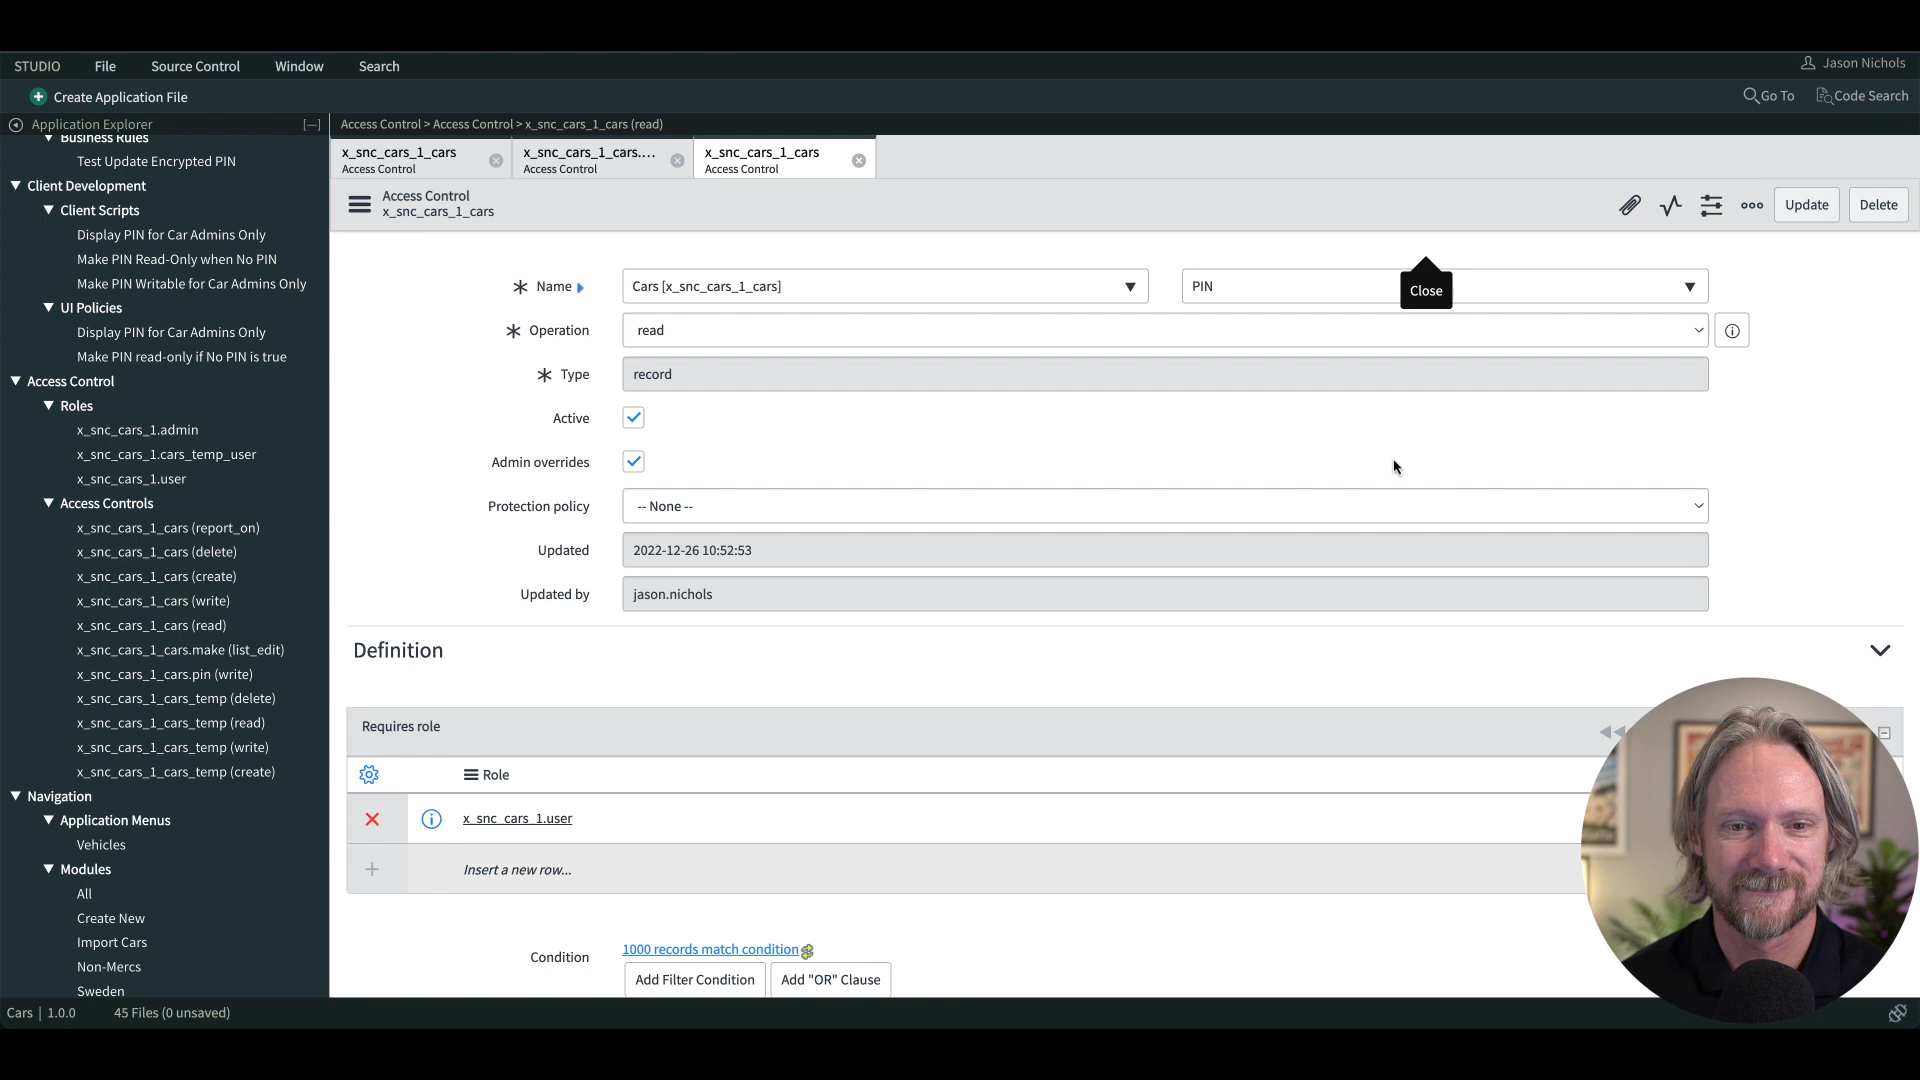 STUDIO File Source Control Window Search Jason Nichols
Create Application File Go To Code Search
Application Explorer [—]
Access Control > Access Control > x_snc_cars_1_cars (read)
Business Rules
Test Update Encrypted PIN
Client Development
Client Scripts
Display PIN for Car Admins Only
Make PIN Read-Only when No PIN
Make PIN Writable for Car Admins Only
UI Policies
Display PIN for Car Admins Only
Make PIN read-only if No PIN is true
Access Control
Roles
x_snc_cars_1.admin
x_snc_cars_1.cars_temp_user
x_snc_cars_1.user
Access Controls
x_snc_cars_1_cars (report_on)
x_snc_cars_1_cars (delete)
x_snc_cars_1_cars (create)
x_snc_cars_1_cars (write)
x_snc_cars_1_cars (read)
x_snc_cars_1_cars.make (list_edit)
x_snc_cars_1_cars.pin (write)
x_snc_cars_1_cars_temp (delete)
x_snc_cars_1_cars_temp (read)
x_snc_cars_1_cars_temp (write)
x_snc_cars_1_cars_temp (create)
Navigation
Application Menus
Vehicles
Modules
All
Create New
Import Cars
Non-Mercs
Sweden
x_snc_cars_1_cars x_snc_cars_1_cars.... x_snc_cars_1_cars
Access Control Access Control Access Control
Access Control
x_snc_cars_1_cars
Update Delete
Name Cars [x_snc_cars_1_cars] PIN
Close
Operation read
Type record
Active
Admin overrides
Protection policy -- None --
Updated 2022-12-26 10:52:53
Updated by jason.nichols
Definition
Requires role
Role
x_snc_cars_1.user
Insert a new row...
Condition 1000 records match condition
Add Filter Condition Add "OR" Clause
Cars | 1.0.0 45 Files (0 unsaved)